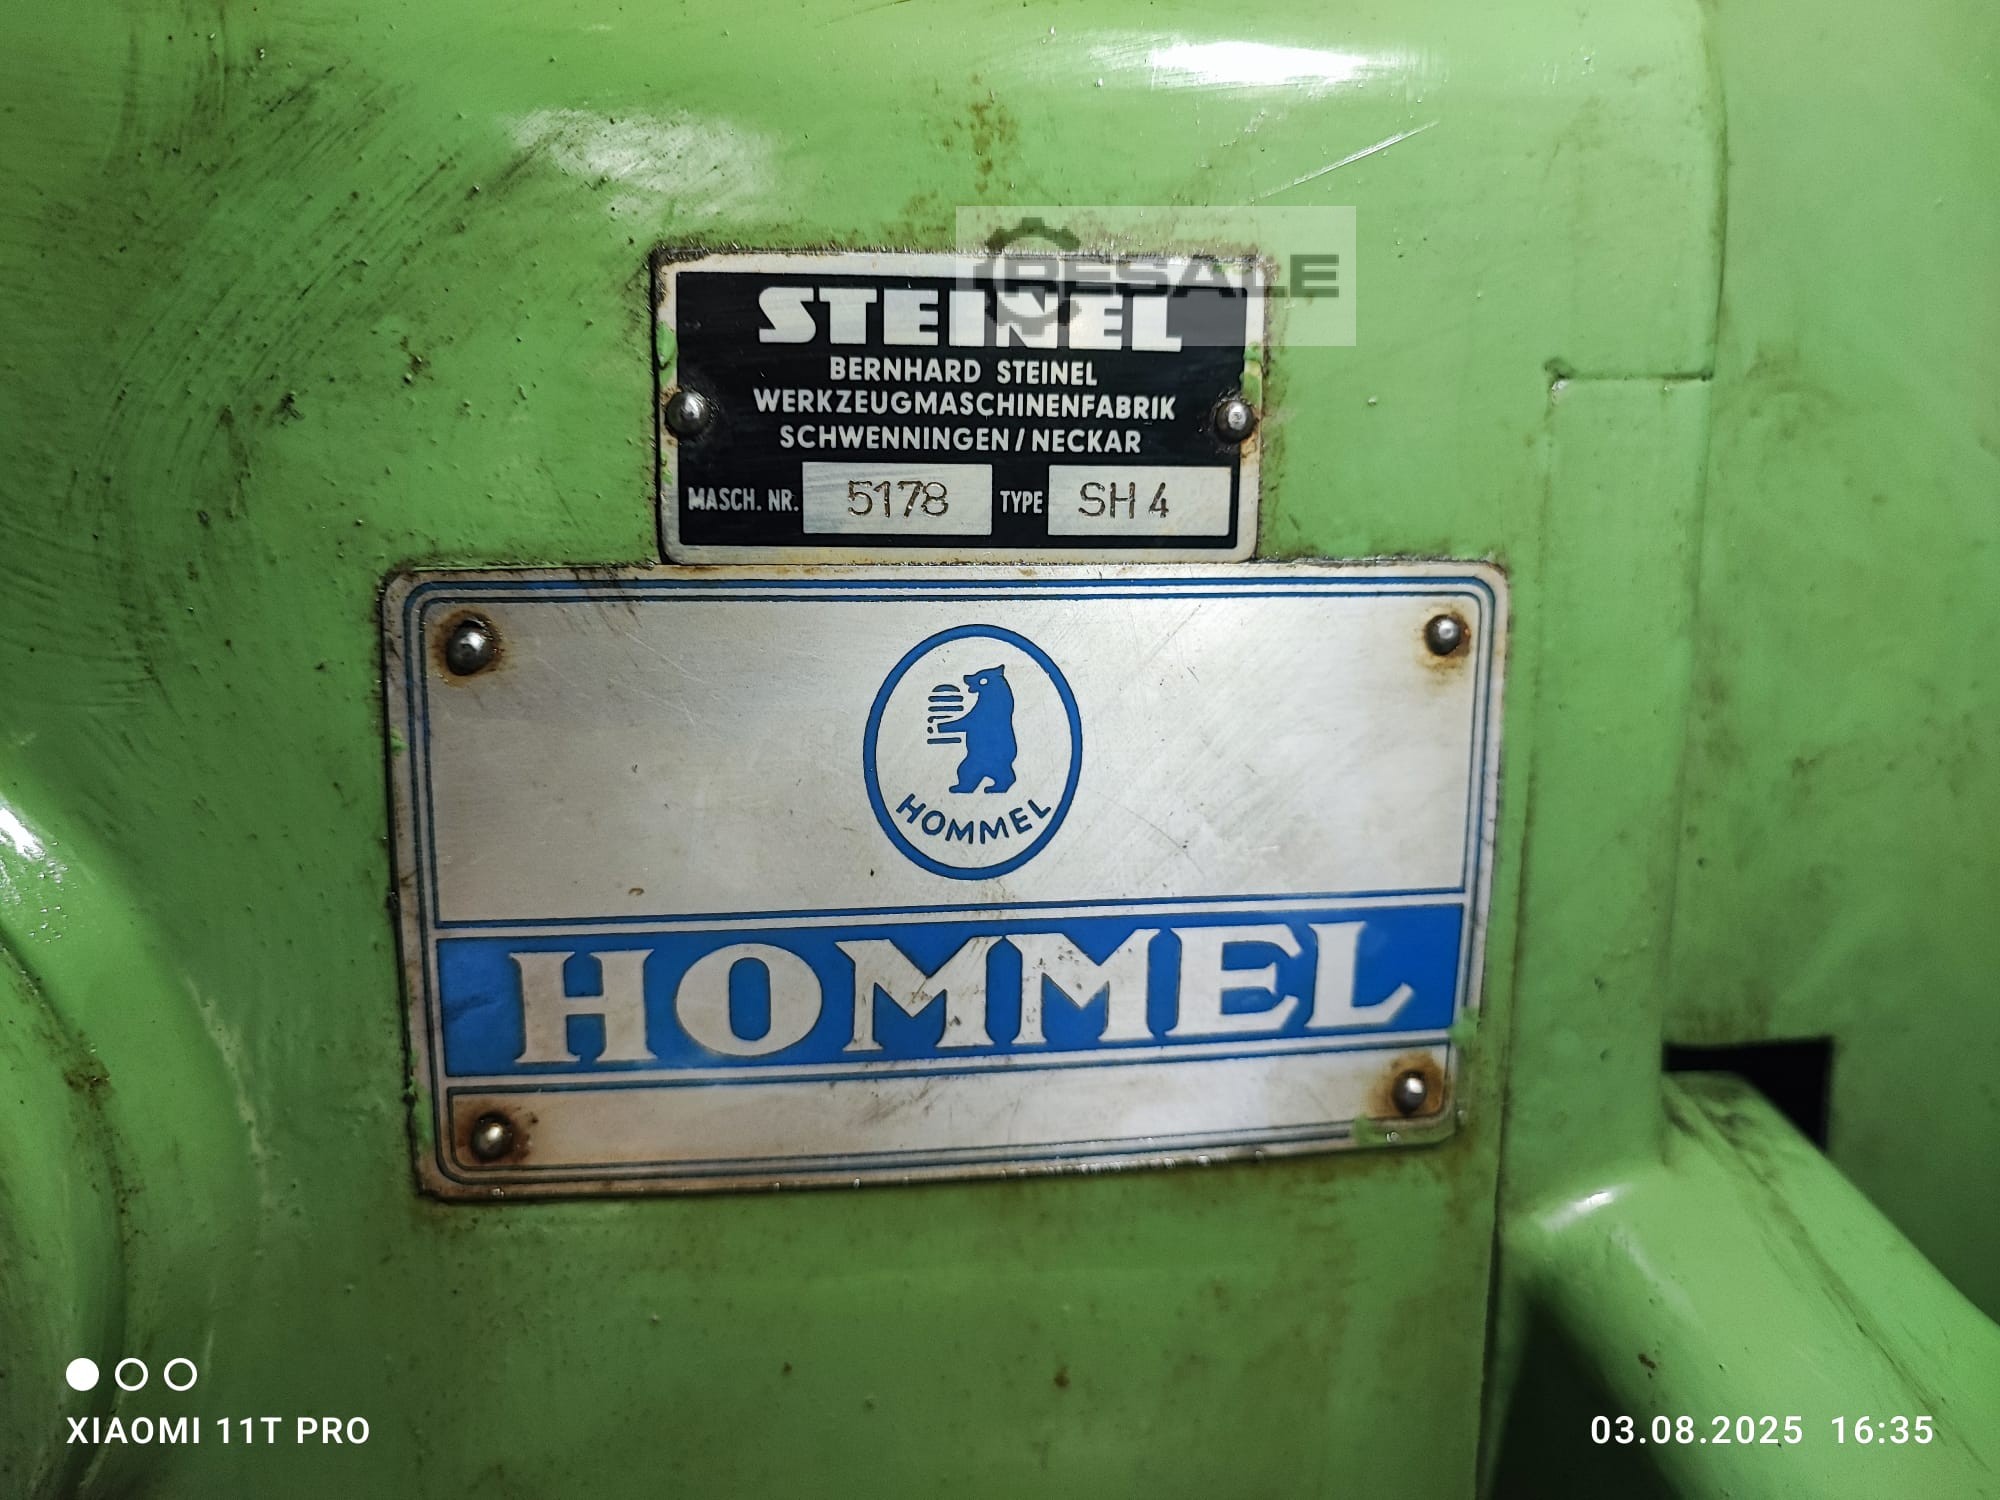 RESALE
STEINEL
BERNHARD STEINEL
WERKZEUGMASCHINENFABRIK
SCHWENNINGEN/NECKAR
MASCH. NR. 5178 TYPE SH 4
HOMMEL
HOMMEL
XIAOMI 11T PRO
03.08.2025 16:35